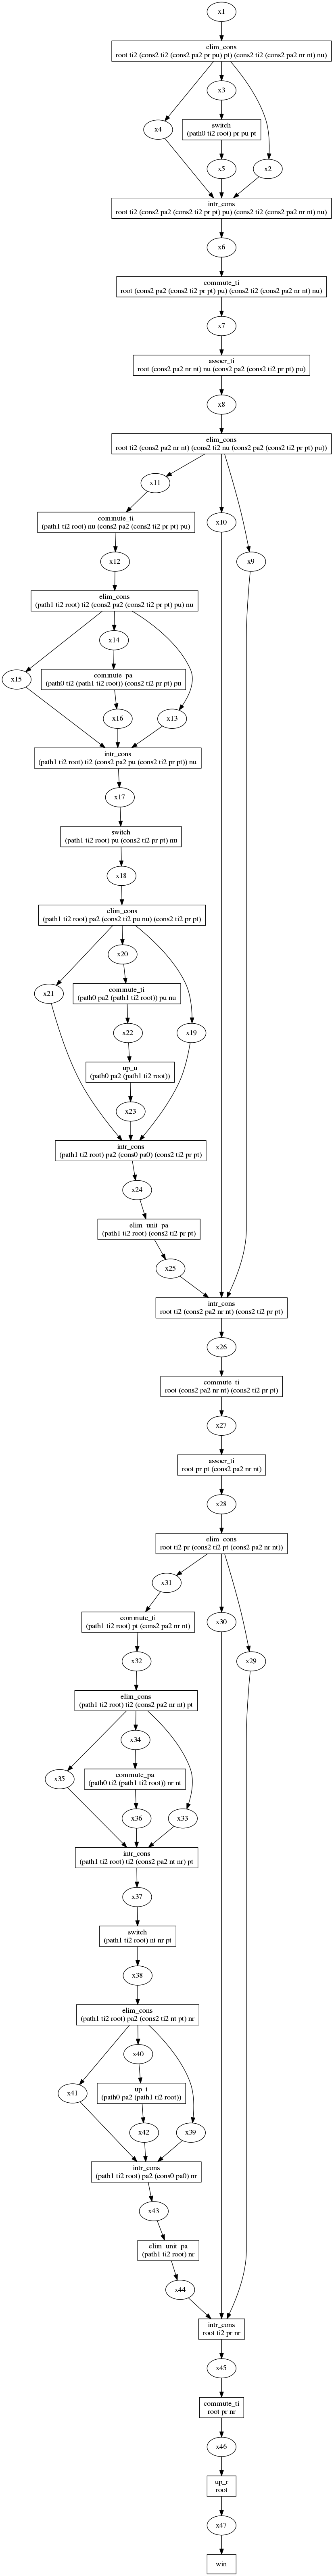 x1
elim_cons
root ti2 (cons2 ti2 (cons2 pa2 pr pu) pt) (cons2 ti2 (cons2 pa2 nr nt) nu)
x3
x4
switch
(path0 ti2 root) pr pu pt
x5
x2
intr_cons
root ti2 (cons2 pa2 (cons2 ti2 pr pt) pu) (cons2 ti2 (cons2 pa2 nr nt) nu)
x6
commute_ti
root (cons2 pa2 (cons2 ti2 pr pt) pu) (cons2 ti2 (cons2 pa2 nr nt) nu)
x7
assocr_ti
root (cons2 pa2 nr nt) nu (cons2 pa2 (cons2 ti2 pr pt) pu)
x8
elim_cons
root ti2 (cons2 pa2 nr nt) (cons2 ti2 nu (cons2 pa2 (cons2 ti2 pr pt) pu))
x11
x10
commute_ti
(path1 ti2 root) nu (cons2 pa2 (cons2 ti2 pr pt) pu)
x12
x9
elim_cons
(path1 ti2 root) ti2 (cons2 pa2 (cons2 ti2 pr pt) pu) nu
x14
x15
commute_pa
(path0 ti2 (path1 ti2 root)) (cons2 ti2 pr pt) pu
x16
x13
intr_cons
(path1 ti2 root) ti2 (cons2 pa2 pu (cons2 ti2 pr pt)) nu
x17
switch
(path1 ti2 root) pu (cons2 ti2 pr pt) nu
x18
elim_cons
(path1 ti2 root) pa2 (cons2 ti2 pu nu) (cons2 ti2 pr pt)
x20
x21
commute_ti
(path0 pa2 (path1 ti2 root)) pu nu
x22
x19
up_u
(path0 pa2 (path1 ti2 root))
x23
intr_cons
(path1 ti2 root) pa2 (cons0 pa0) (cons2 ti2 pr pt)
x24
elim_unit_pa
(path1 ti2 root) (cons2 ti2 pr pt)
x25
intr_cons
root ti2 (cons2 pa2 nr nt) (cons2 ti2 pr pt)
x26
commute_ti
root (cons2 pa2 nr nt) (cons2 ti2 pr pt)
x27
assocr_ti
root pr pt (cons2 pa2 nr nt)
x28
elim_cons
root ti2 pr (cons2 ti2 pt (cons2 pa2 nr nt))
x31
x30
commute_ti
(path1 ti2 root) pt (cons2 pa2 nr nt)
x32
x29
elim_cons
(path1 ti2 root) ti2 (cons2 pa2 nr nt) pt
x34
x35
commute_pa
(path0 ti2 (path1 ti2 root)) nr nt
x36
x33
intr_cons
(path1 ti2 root) ti2 (cons2 pa2 nt nr) pt
x37
switch
(path1 ti2 root) nt nr pt
x38
elim_cons
(path1 ti2 root) pa2 (cons2 ti2 nt pt) nr
x40
x41
up_t
(path0 pa2 (path1 ti2 root))
x42
x39
intr_cons
(path1 ti2 root) pa2 (cons0 pa0) nr
x43
elim_unit_pa
(path1 ti2 root) nr
x44
intr_cons
root ti2 pr nr
x45
commute_ti
root pr nr
x46
up_r
root
x47
win